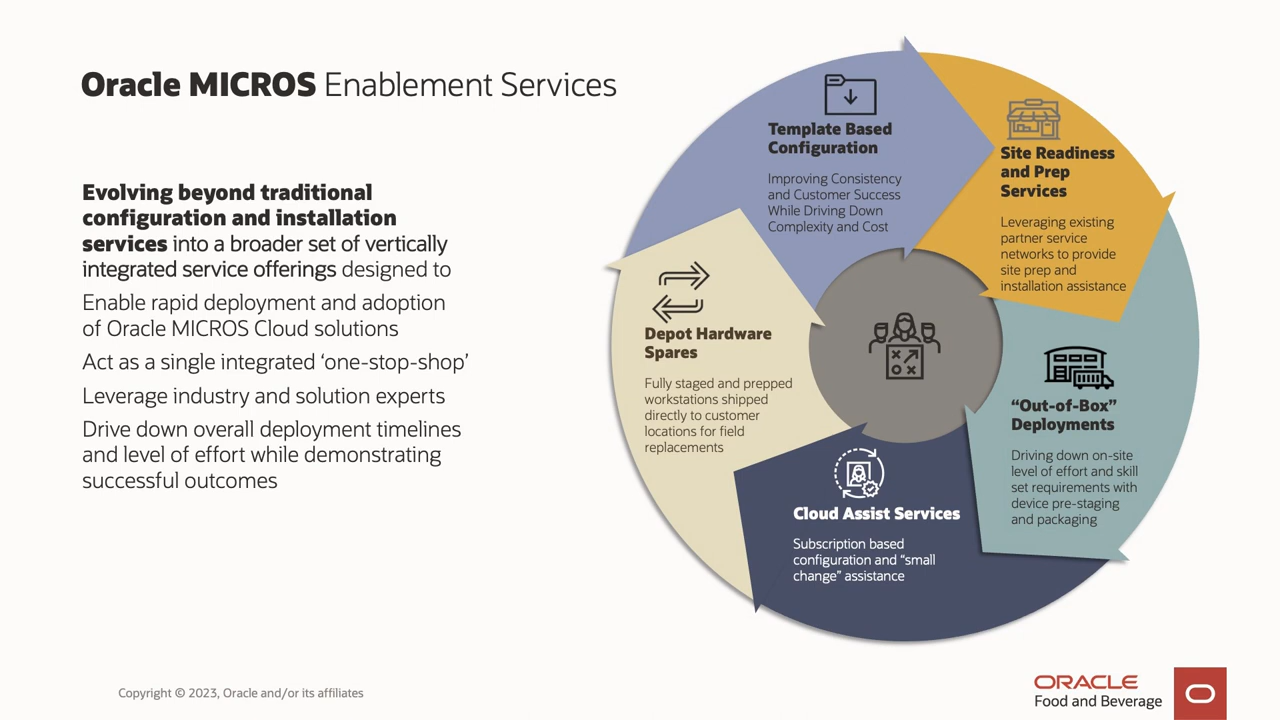 Oracle MICROS Enablement Services
Evolving beyond traditional
configuration and installation
services into a broader set of vertically
integrated service offerings designed to
Enable rapid deployment and adoption
of Oracle MICROS Cloud solutions
Act as a single integrated ‘one-stop-shop’
Leverage industry and solution experts
Drive down overall deployment timelines
and level of effort while demonstrating
successful outcomes
Template Based
Configuration
Improving Consistency
and Customer Success
While Driving Down
Complexity and Cost
Site Readiness
and Prep
Services
Leveraging existing
partner service
networks to provide
site prep and
installation assistance
“Out-of-Box”
Deployments
Driving down on-site
level of effort and skill
set requirements with
device pre-staging
and packaging
Cloud Assist Services
Subscription based
configuration and “small
change” assistance
Depot Hardware
Spares
Fully staged and prepped
workstations shipped
directly to customer
locations for field
replacements
Copyright © 2023, Oracle and/or its affiliates
ORACLE
Food and Beverage